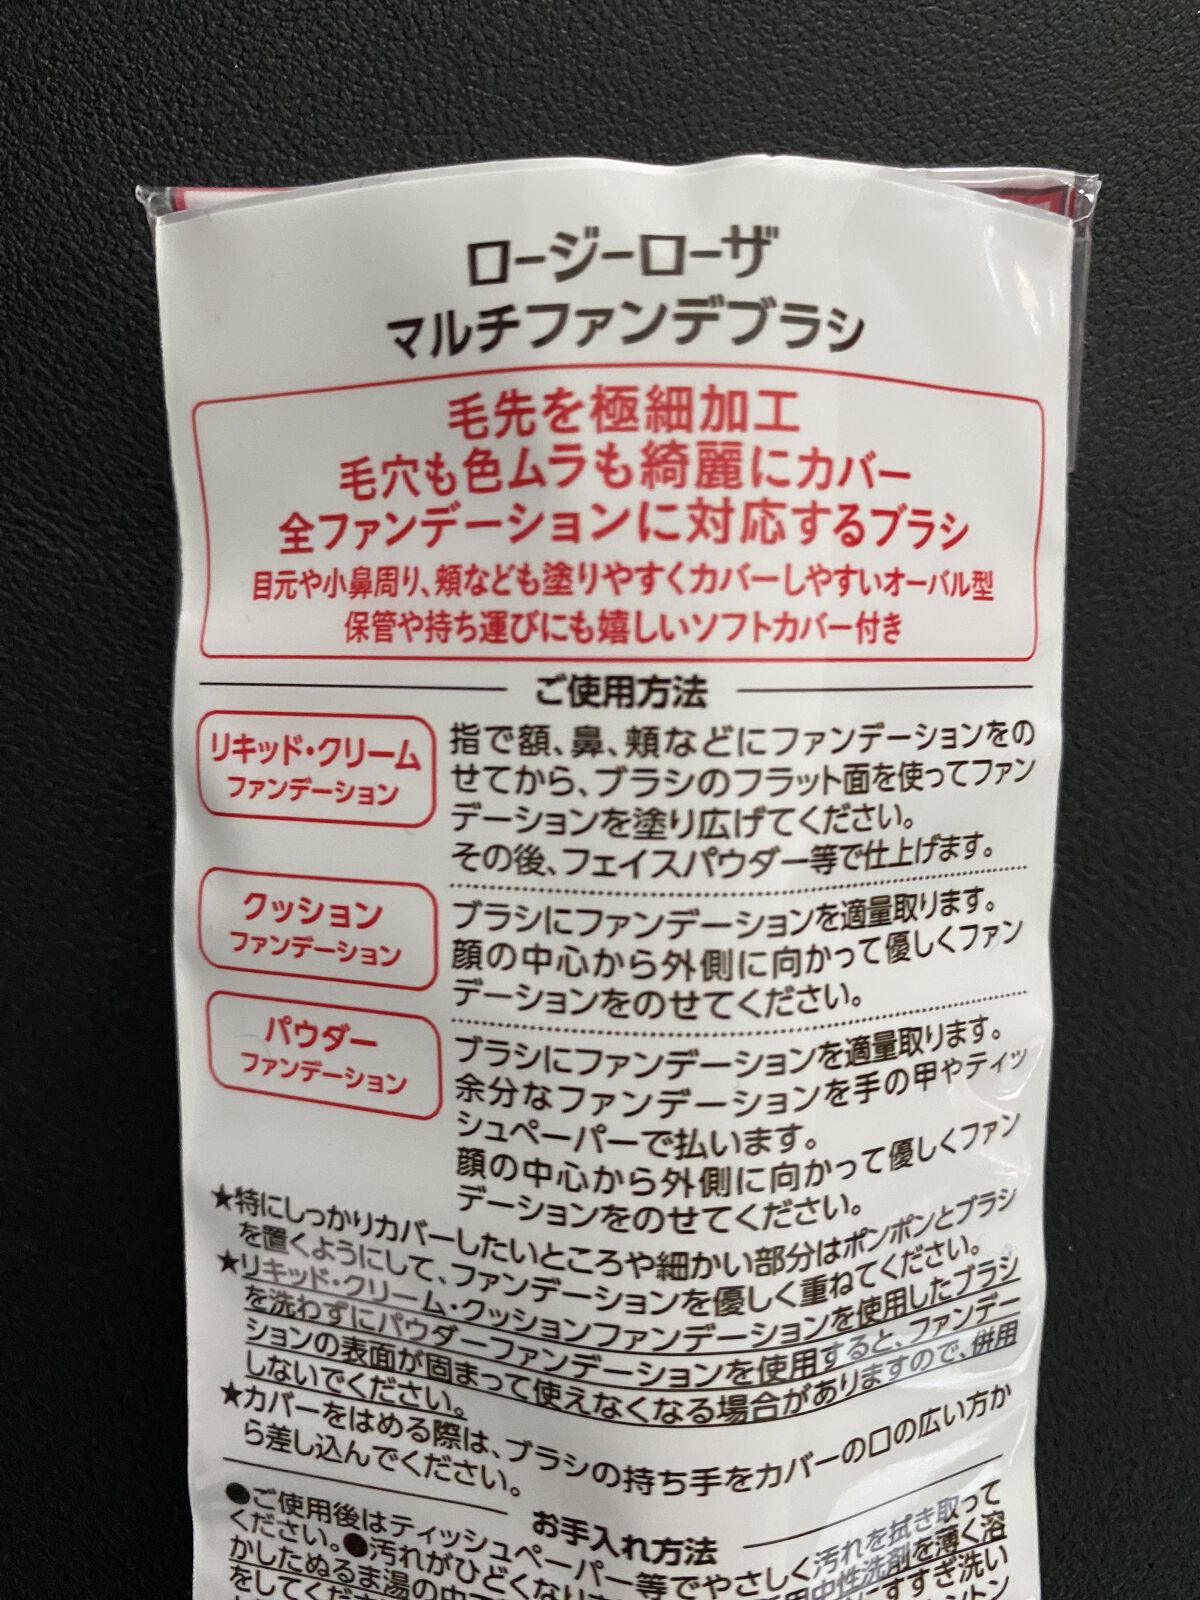 ロージーローザ
マルチファンデブラシ
毛先を極細加工
毛穴も色ムラも綺麗にカバー
全ファンデーションに対応するブラシ
目元や小鼻周り、頬なども塗りやすくカバーしやすいオーバル型
保管や持ち運びにも嬉しいソフトカバー付き
ご使用方法
リキッド・クリーム
ファンデーション
指で額、鼻、頬などにファンデーションをの
せてから、ブラシのフラット面を使ってファン
デーションを塗り広げてください。
その後、フェイスパウダー等で仕上げます。
クッション
ファンデーション
ブラシにファンデーションを適量取ります。
顔の中心から外側に向かって優しくファン
デーションをのせてください。
パウダー
ファンデーション
ブラシにファンデーションを適量取ります。
余分なファンデーションを手の甲やティッ
シュペーパーで払います。
顔の中心から外側に向かって優しくファン
デーションをのせてください。
★特にしっかりカバーしたいところや細かい部分はポンポンとブラシ
を置くようにして、ファンデーションを優しく重ねてください。
★リキッド・クリーム・クッションファンデーションを使用したブラシ
を洗わずにパウダーファンデーションを使用すると、ファンデー
ションの表面が固まって使えなくなる場合がありますので、併用
しないでください。
★カバーをはめる際は、ブラシの持ち手をカバーの口の広い方か
ら差し込んでください。
お手入れ方法
●ご使用後はティッシュペーパー等でやさしく汚れを拭き取って
ください。●汚れがひどくなり
中性洗剤を薄く溶
かしたぬるま湯の中で
すすぎ洗い
をしてくだ